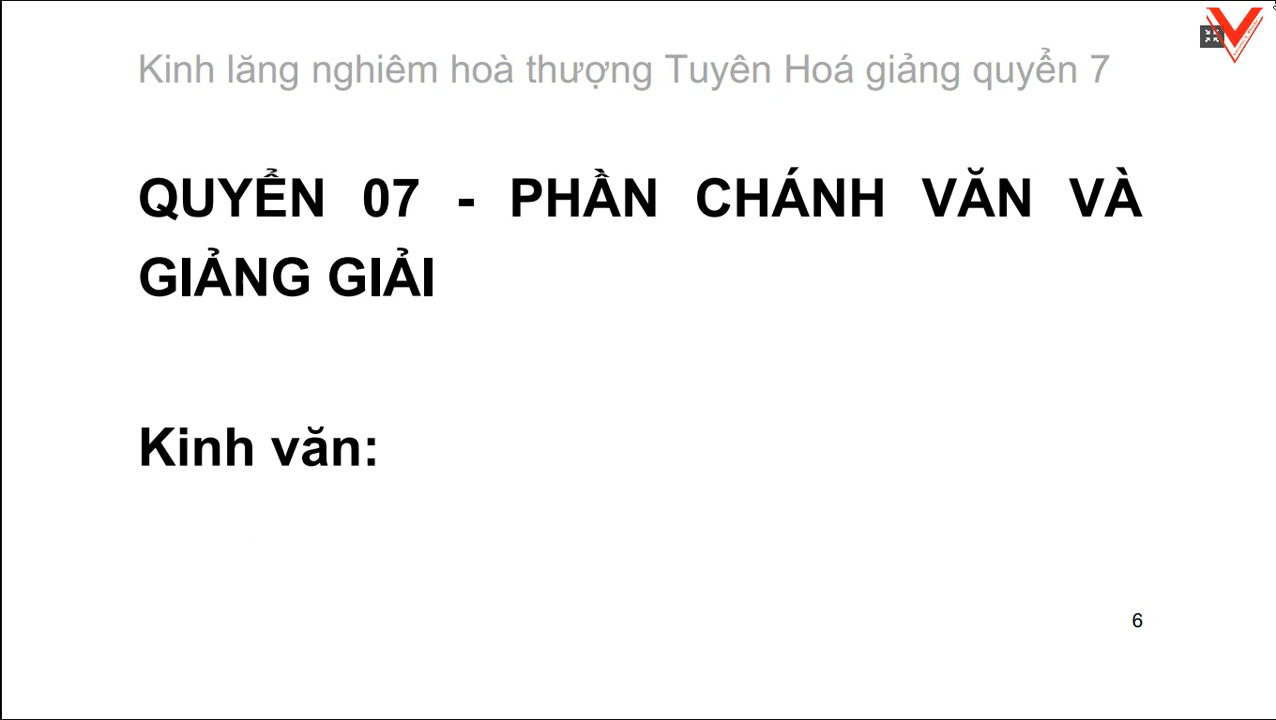 Kinh lăng nghiêm hoà thượng Tuyên Hoá giảng quyển 7
QUYỂN 07 - PHẦN CHÁNH VĂN VÀ
GIẢNG GIẢI
Kinh văn:
6